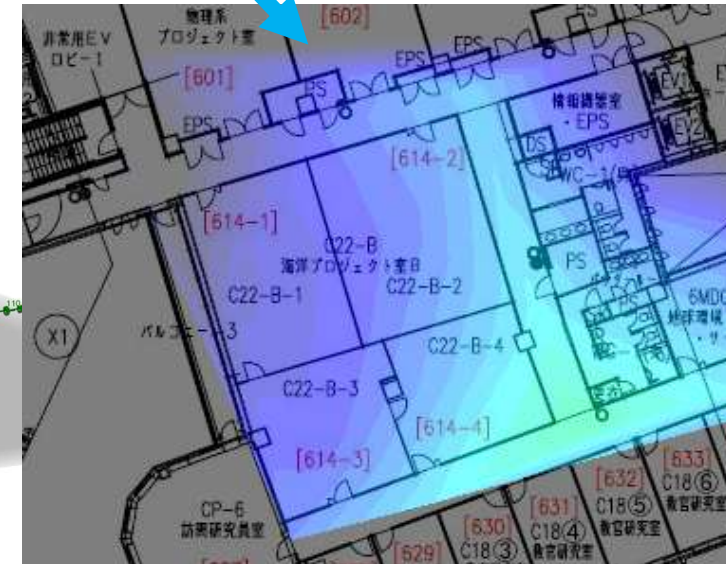 物理系
プロジェクト室
[602]
非常用EV
ロビー1
[601]
EPS
EPS
PS
EPS
情報機器室
・EPS
EV1
EV2
DS
[614-2]
[614-1]
C22-B
海洋プロジェクト室B
C22-B-1
C22-B-2
PS
PS
バルコニー3
X1
110
C22-B-4
C22-B-3
[614-4]
[614-3]
CP-6
訪問研究員室
[629]
[630]
C18③
[631]
C18④
教官研究室
[632]
C18⑤
教官研究室
[633]
C18⑥
教官研究室